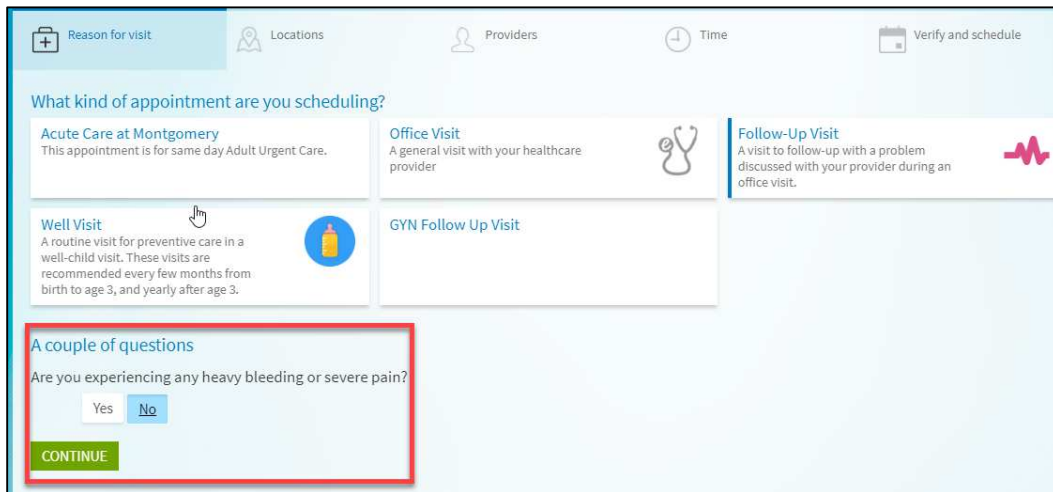 Reason for visit
Locations
Providers
Time
Verify and schedule
What kind of appointment are you scheduling?
Acute Care at Montgomery
This appointment is for same day Adult Urgent Care.
Office Visit
A general visit with your healthcare
provider
Follow-Up Visit
A visit to follow-up with a problem
discussed with your provider during an
office visit.
Well Visit
A routine visit for preventive care in a
well-child visit. These visits are
recommended every few months from
birth to age 3, and yearly after age 3.
GYN Follow Up Visit
A couple of questions
Are you experiencing any heavy bleeding or severe pain?
Yes No
CONTINUE